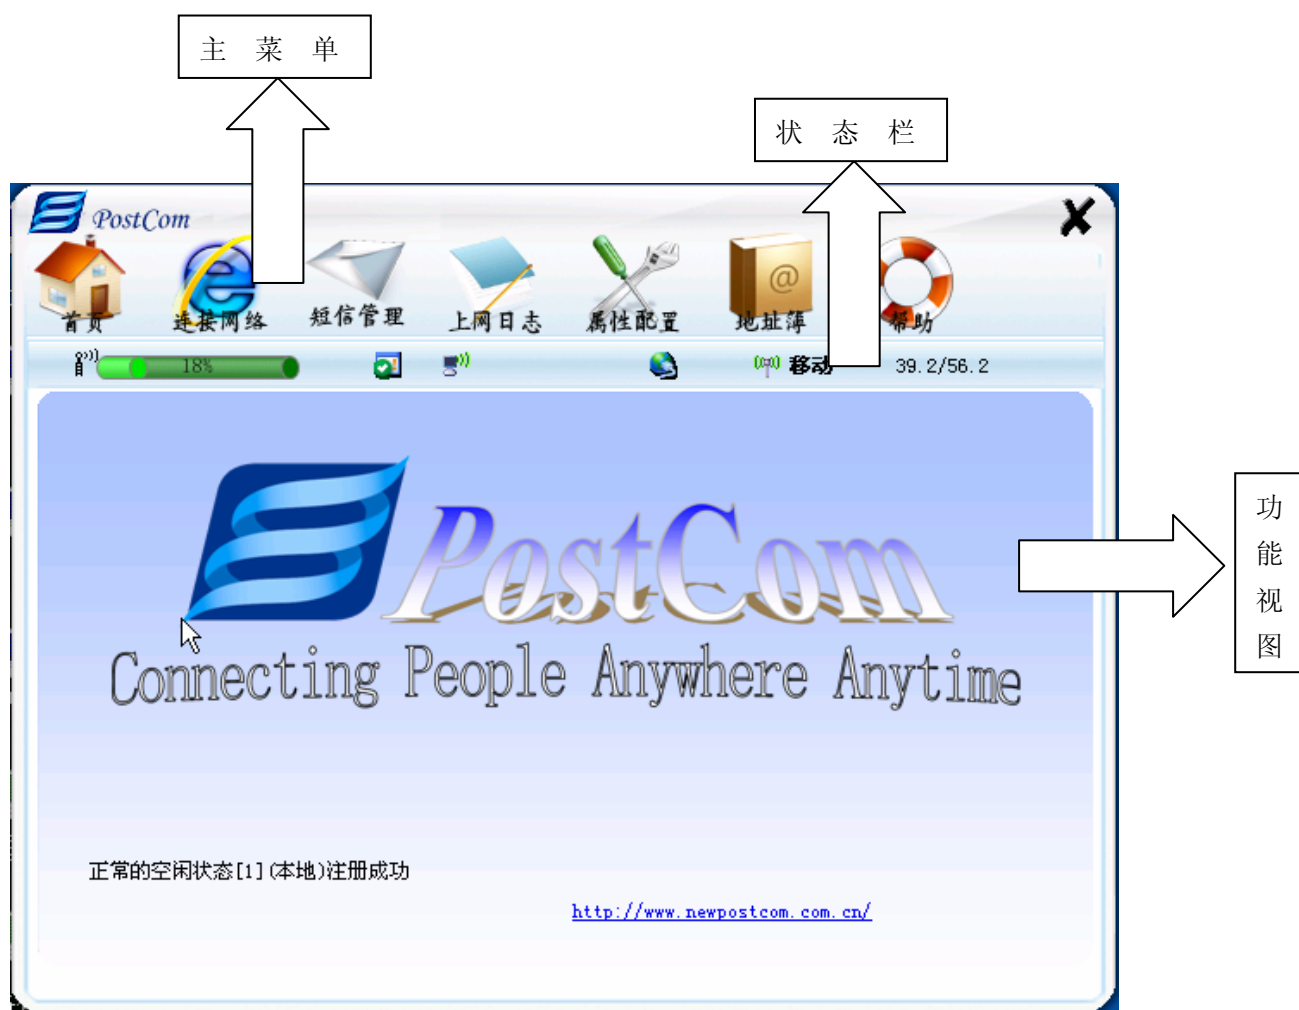 主 菜 单
状 态 栏
PostCom
首页 连接网络 短信管理 上网日志 属性配置 地址簿 帮助
18% 移动 39.2/56.2
PostCom
Connecting People Anywhere Anytime
功能视图
正常的空闲状态[1](本地)注册成功
http://www.newpostcom.com.cn/